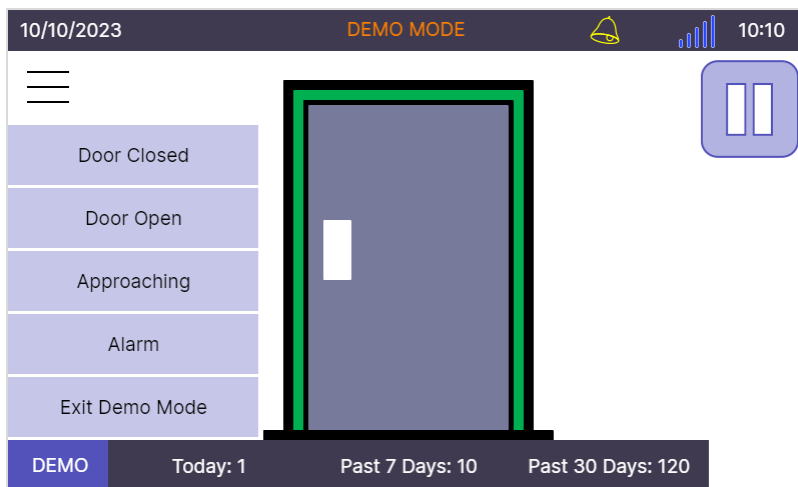 10/10/2023 DEMO MODE 10:10
Door Closed
Door Open
Approaching
Alarm
Exit Demo Mode
DEMO Today: 1 Past 7 Days: 10 Past 30 Days: 120